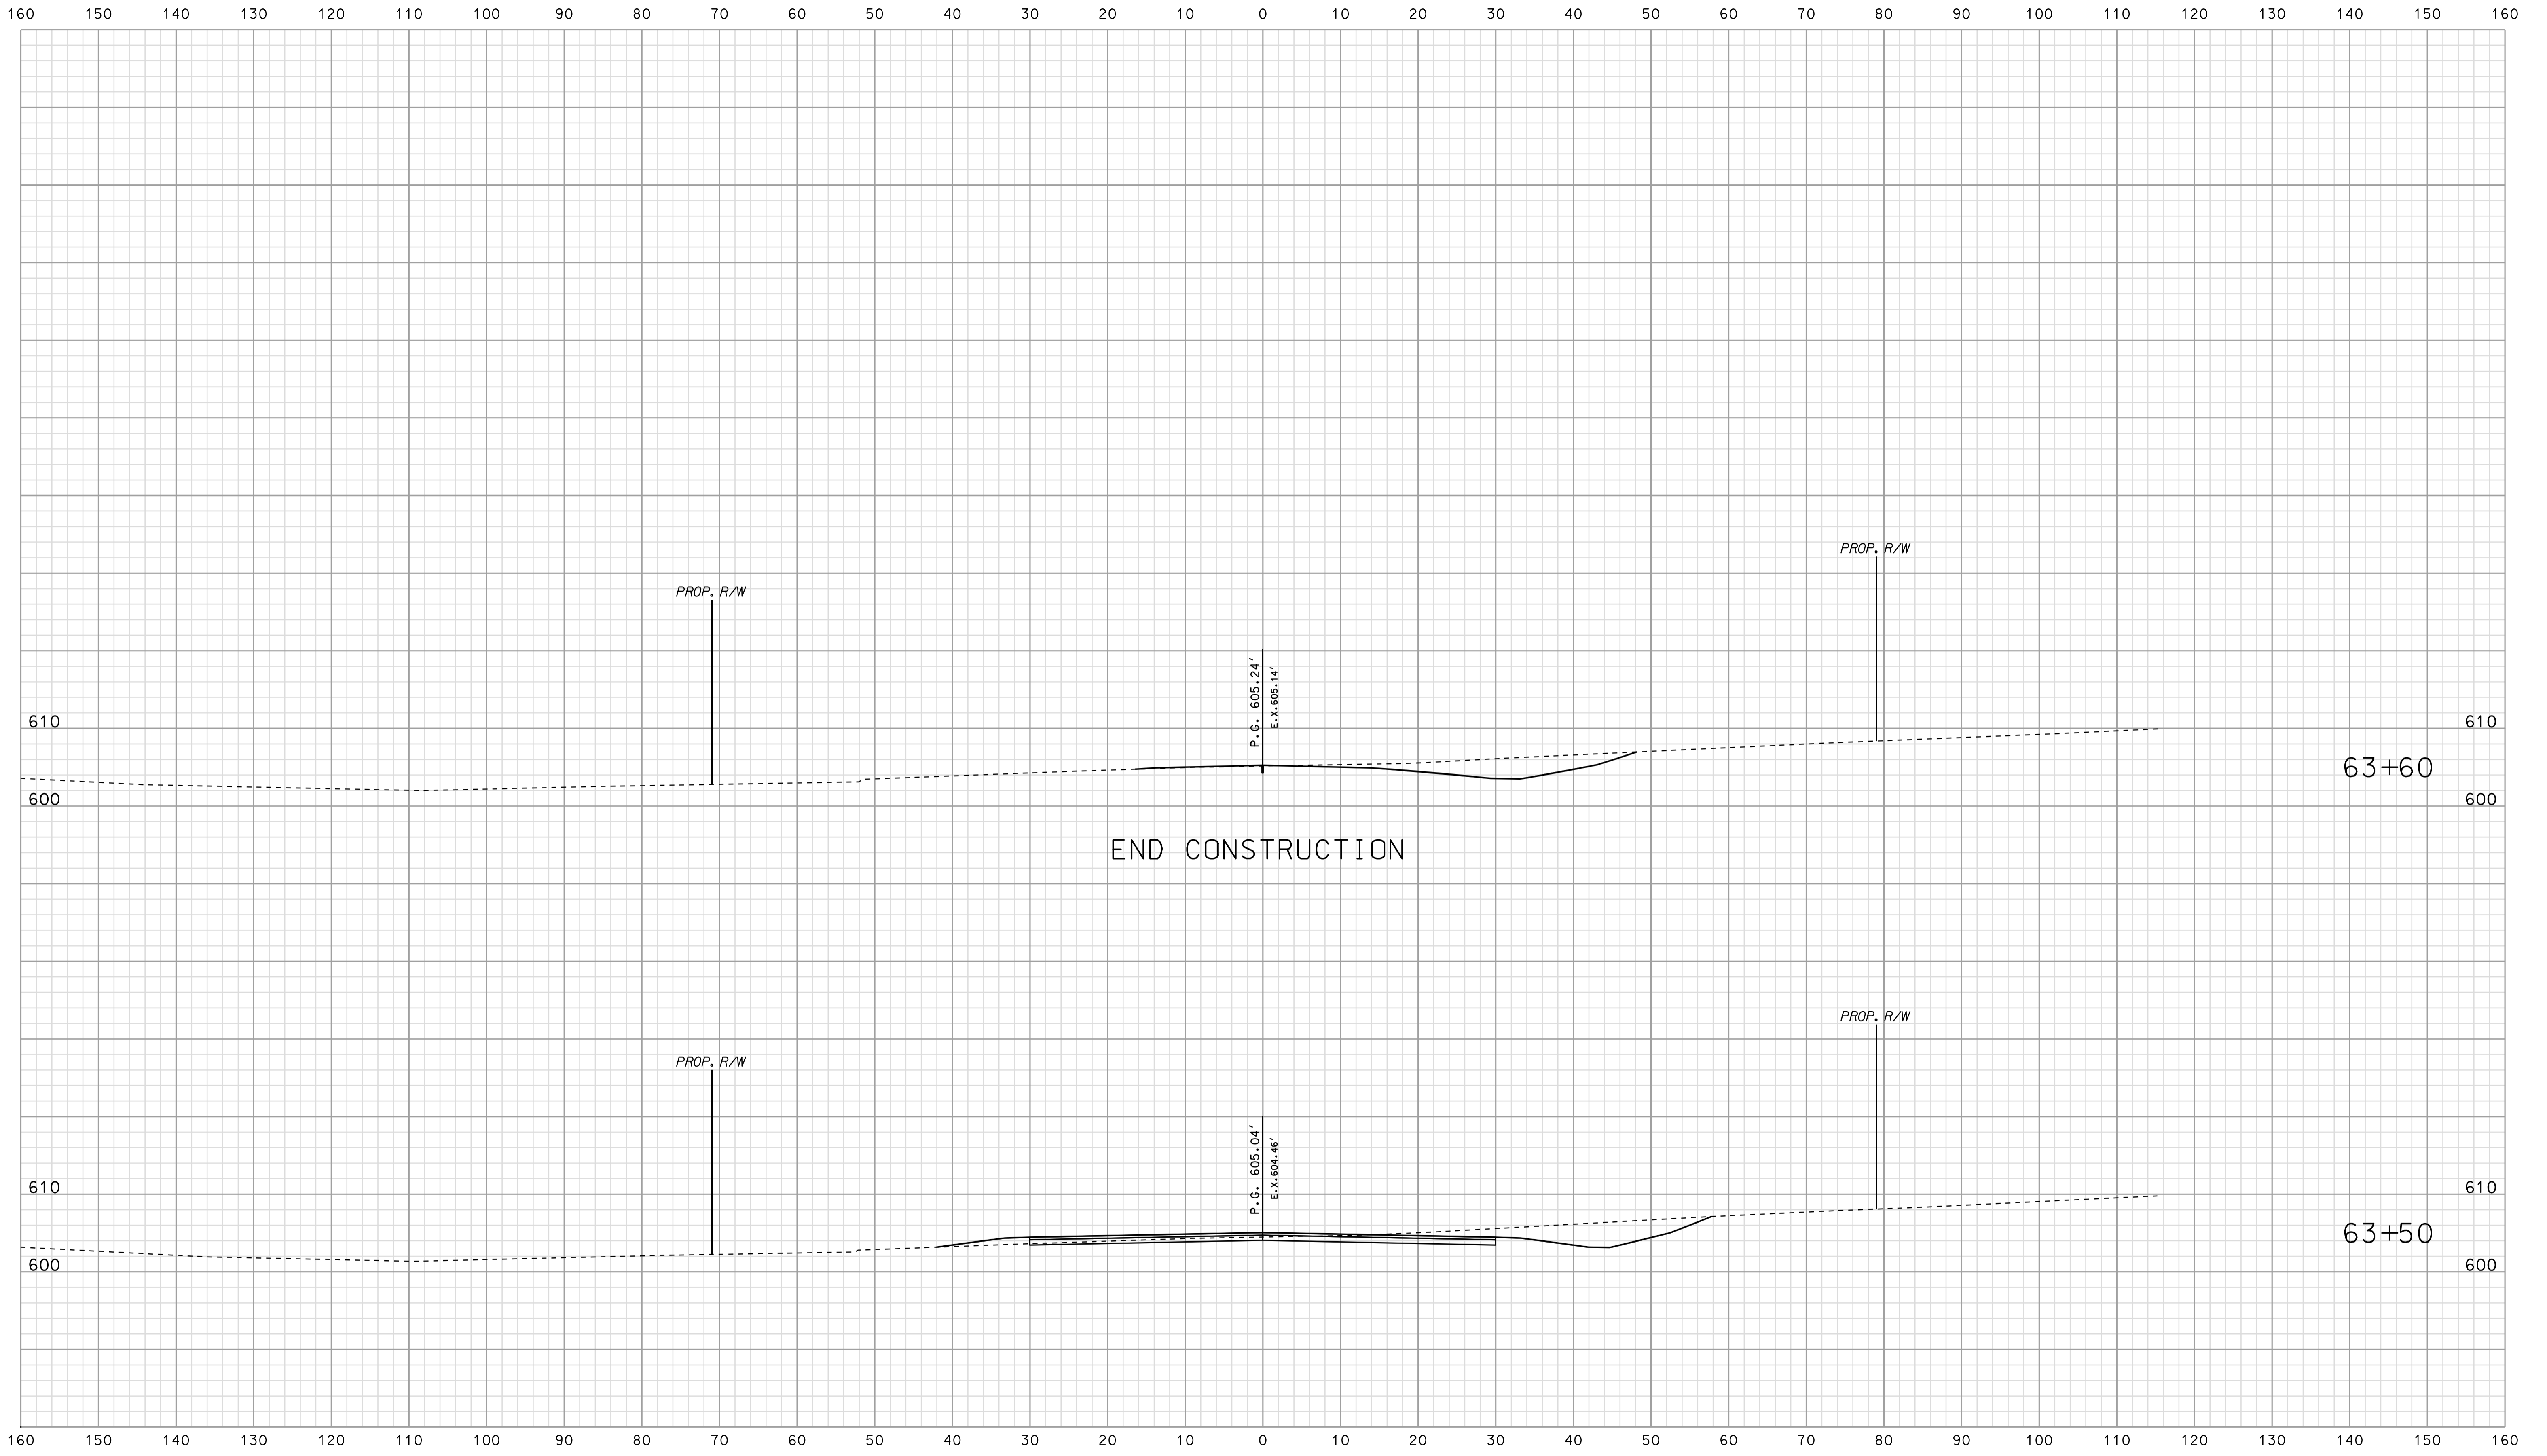 160 150 140 130 120 110 100 90 80 70 60 50 40 30 20 10 0 10 20 30 40 50 60 70 80 90 100 110 120 130 140 150 160
PROP. R/W
PROP. R/W
P.G. 605.24'
E.X.605.14'
610 610
63+60
600 600
END CONSTRUCTION
PROP. R/W
PROP. R/W
P.G. 605.04'
E.X.604.46'
610 610
63+50
600 600
160 150 140 130 120 110 100 90 80 70 60 50 40 30 20 10 0 10 20 30 40 50 60 70 80 90 100 110 120 130 140 150 160